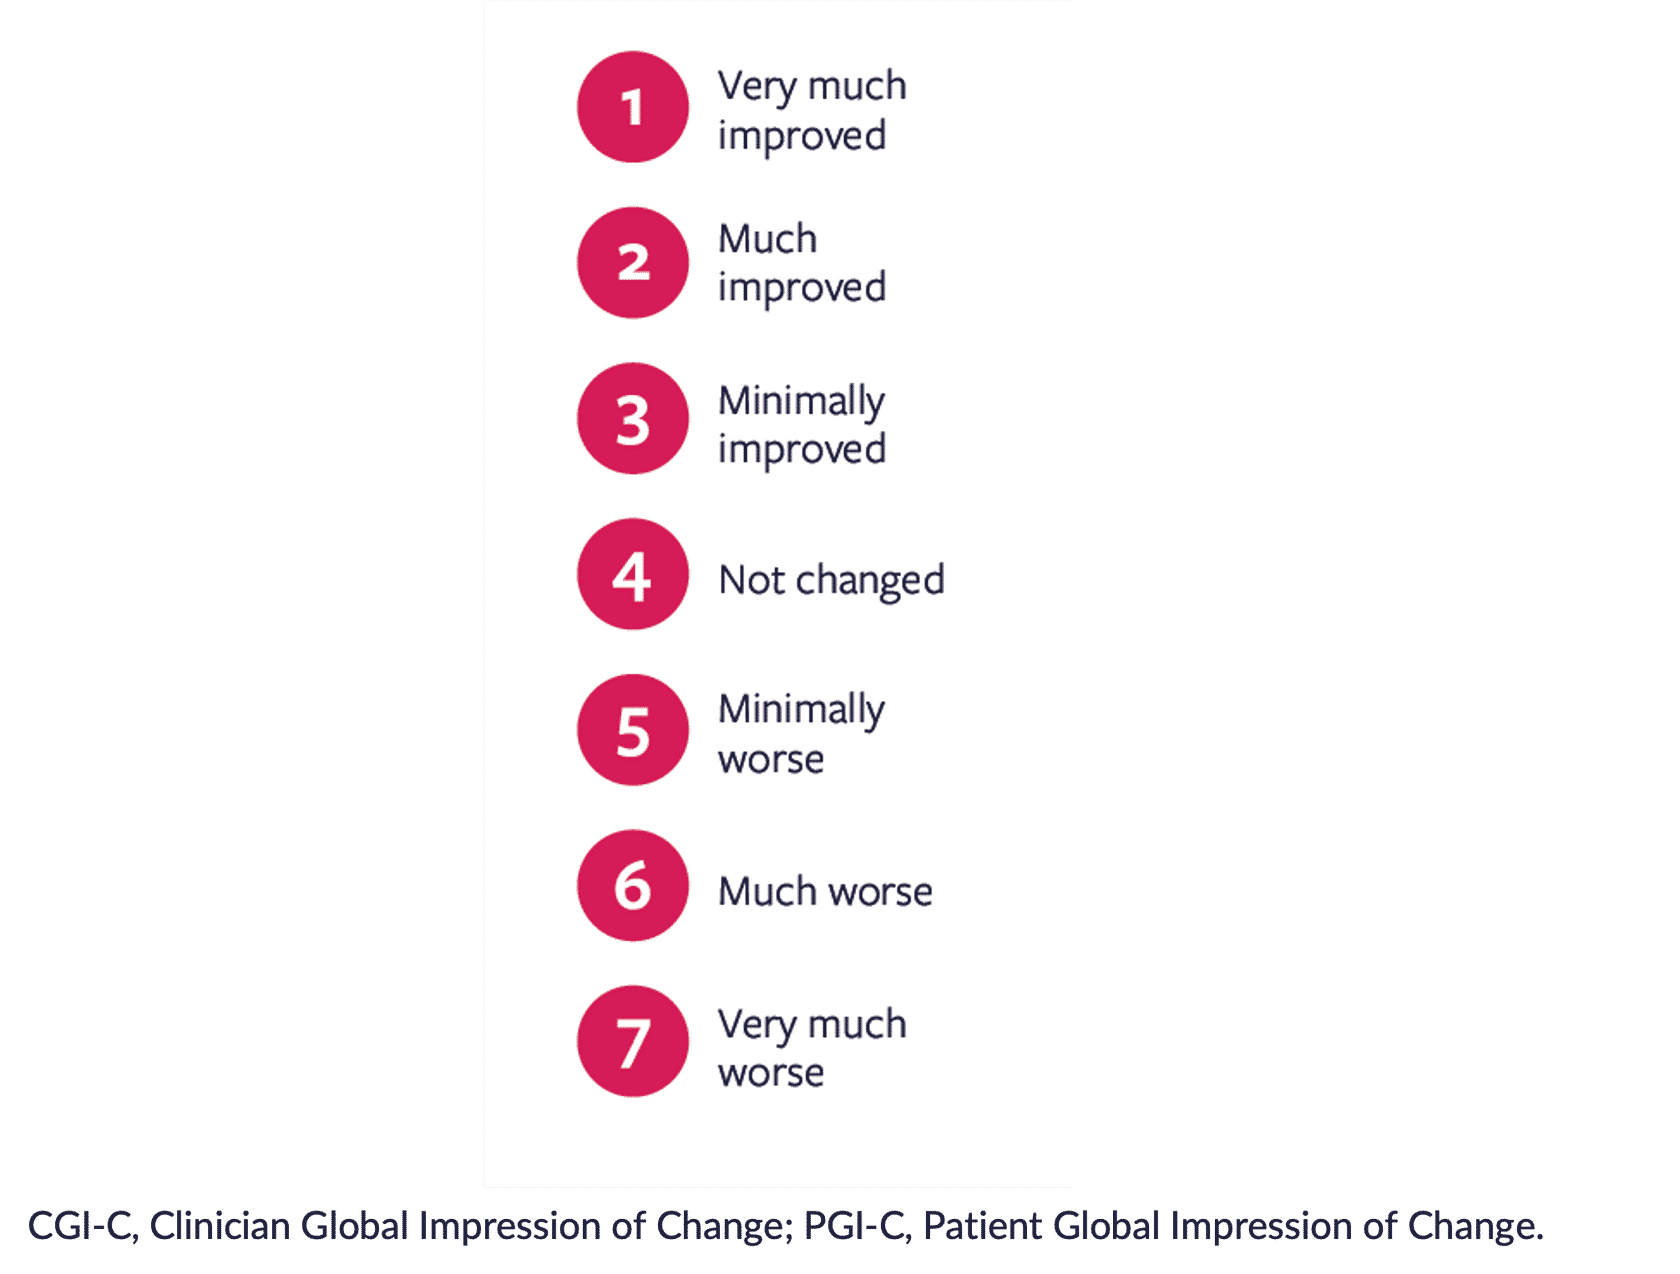 1
Very much
improved
2
Much
improved
3
Minimally
improved
4
Not changed
5
Minimally
worse
6
Much worse
7
Very much
worse
CGI-C, Clinician Global Impression of Change; PGI-C, Patient Global Impression of Change.